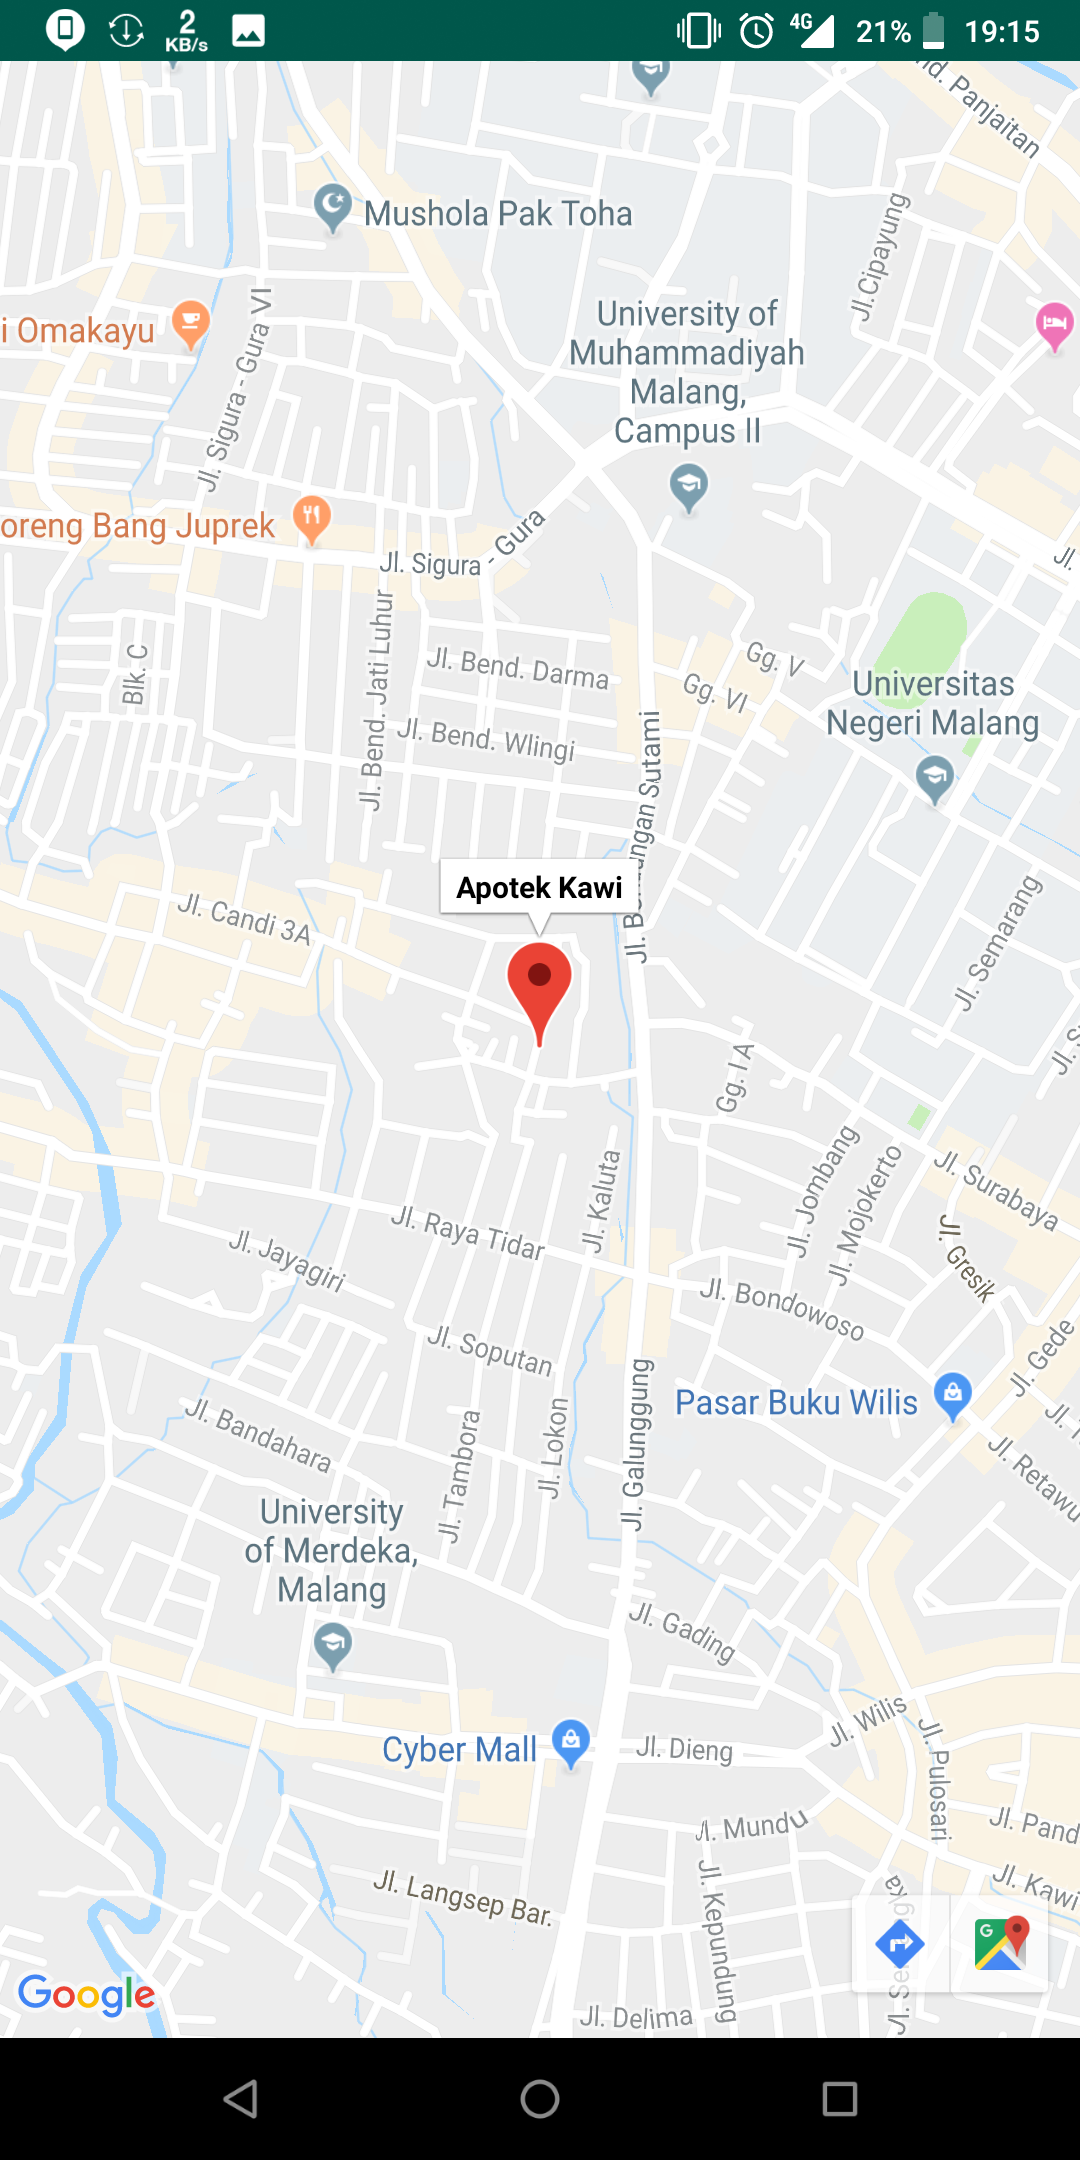 2
KB/s
4G
21%
19:15
nd. Panjaitan
Mushola Pak Toha
Jl.Cipayung
i Omakayu
Jl. Sigura - Gura VI
University of
Muhammadiyah
Malang,
Campus II
oreng Bang Juprek
Jl. Sigura - Gura
Jl.
Blk. C
Jl. Bend. Jati Luhur
Jl. Bend. Darma
Gg. V
Gg. VI
Universitas
Negeri Malang
Jl. Bend. Wlingi
Jl. B
ngan Sutami
Apotek Kawi
Jl. Candi 3A
Jl. Semarang
Jl. S
Gg. I A
Jl. Kaluta
Jl. Jombang
Jl. Mojokerto
Jl. Surabaya
Jl. Raya Tidar
Jl. Jayagiri
Jl. Gresik
Jl. Bondowoso
Jl. Soputan
Jl. Gede
Pasar Buku Wilis
Jl. Galunggung
Jl. Lokon
Jl. Tambora
Jl. Bandahara
Jl.
Jl. Retawu
University
of Merdeka,
Malang
Jl. Gading
Jl. Wilis
Cyber Mall
Jl. Dieng
Jl. Pulosari
Jl. Mundu
Jl. Pand
Jl. Kepundung
Jl. Langsep Bar.
Jl. Kawi
Jl. Se
G
Google
Jl. Delima